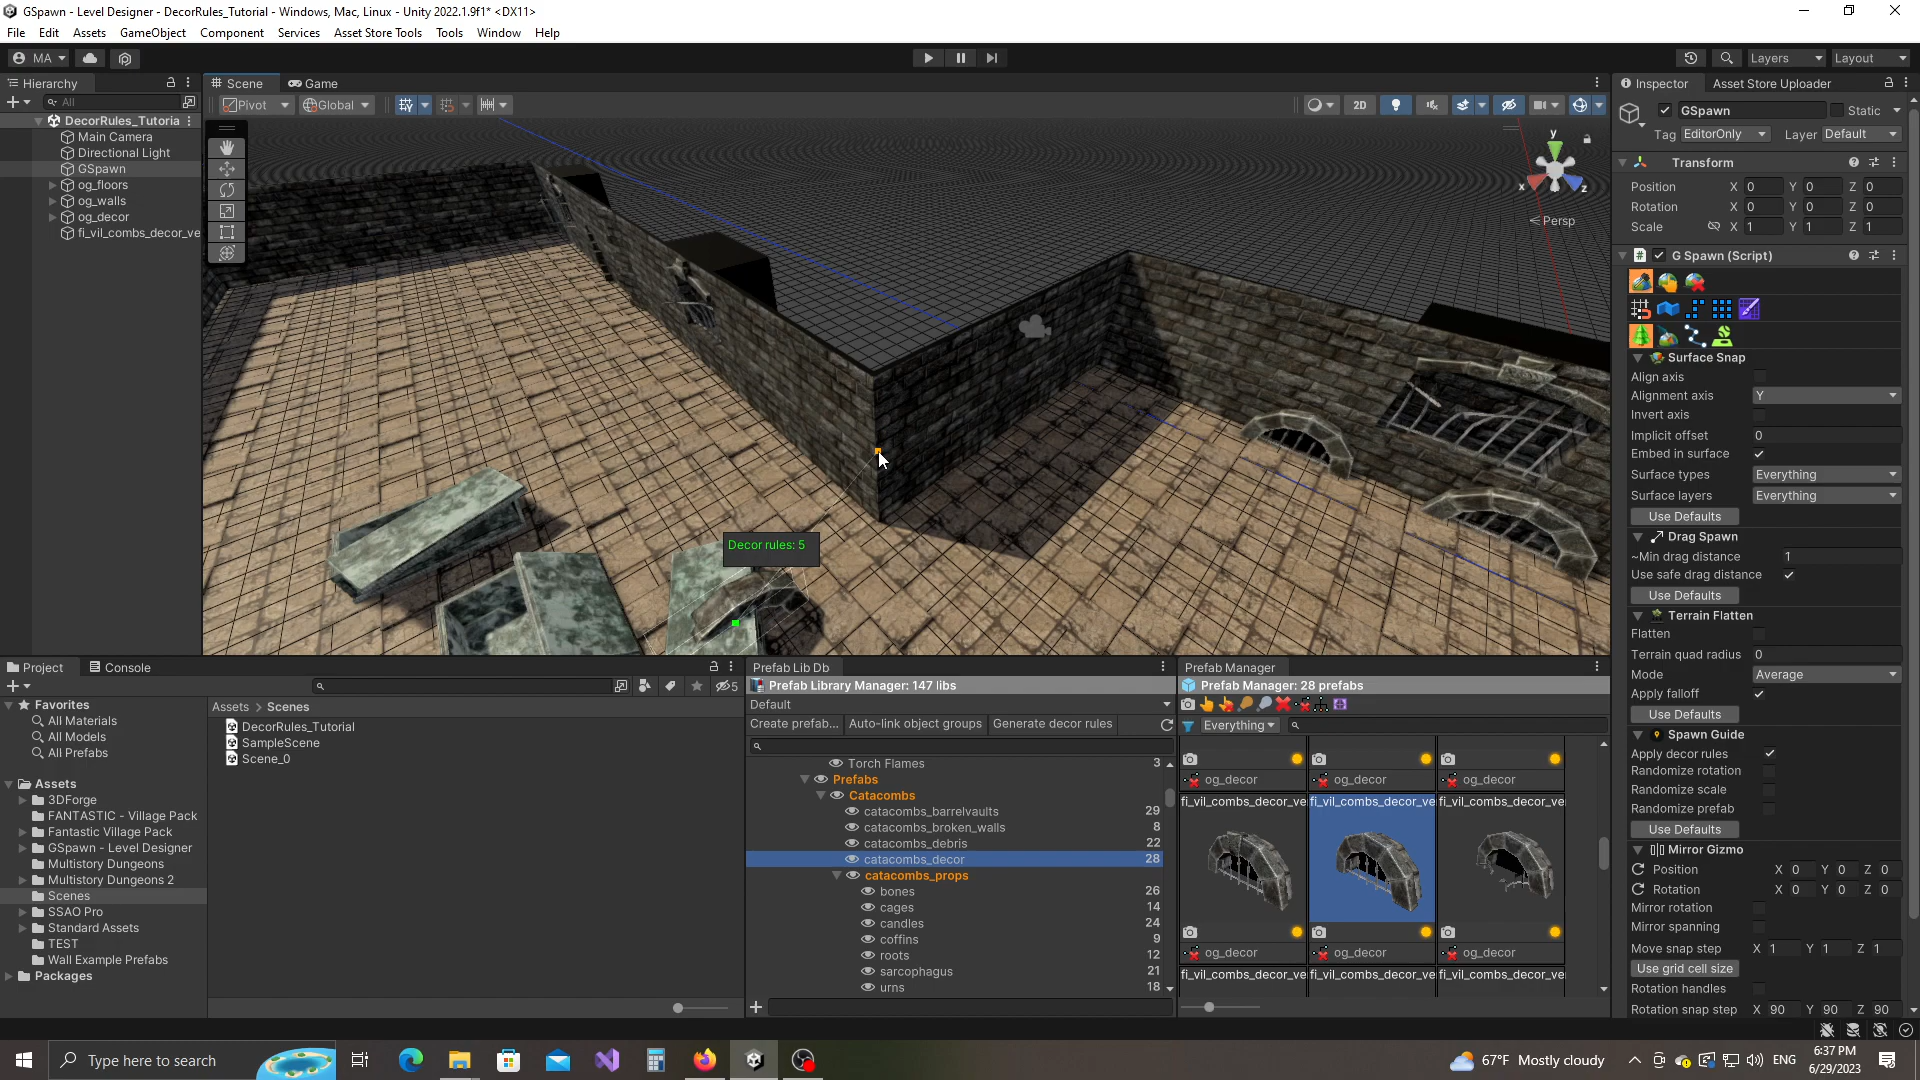 GSpawn - Level Designer - DecorRules_Tutorial - Windows, Mac, Linux - Unity 2022.1.9f1* <DX11>
File Edit Assets GameObject Component Services Asset Store Tools Tools Window Help
MA Layers Layout
Hierarchy
All
DecorRules_Tutoria
Main Camera
Directional Light
GSpawn
og_floors
og_walls
og_decor
fi_vil_combs_decor_ve
Scene Game
Pivot Global 2D
y
x z
Persp
Decor rules: 5
Inspector Asset Store Uploader
GSpawn Static
Tag EditorOnly Layer Default
Transform
Position X 0 Y 0 Z 0
Rotation X 0 Y 0 Z 0
Scale X 1 Y 1 Z 1
G Spawn (Script)
Surface Snap
Align axis
Alignment axis Y
Invert axis
Implicit offset 0
Embed in surface
Surface types Everything
Surface layers Everything
Use Defaults
Drag Spawn
~Min drag distance 1
Use safe drag distance
Use Defaults
Terrain Flatten
Flatten
Terrain quad radius 0
Mode Average
Apply falloff
Use Defaults
Spawn Guide
Apply decor rules
Randomize rotation
Randomize scale
Randomize prefab
Use Defaults
Mirror Gizmo
Position X 0 Y 0 Z 0
Rotation X 0 Y 0 Z 0
Mirror rotation
Mirror spanning
Move snap step X 1 Y 1 Z 1
Use grid cell size
Rotation handles
Rotation snap step X 90 Y 90 Z 90
Project Console
5
Favorites
All Materials
All Models
All Prefabs
Assets
3DForge
FANTASTIC - Village Pack
Fantastic Village Pack
GSpawn - Level Designer
Multistory Dungeons
Multistory Dungeons 2
Scenes
SSAO Pro
Standard Assets
TEST
Wall Example Prefabs
Packages
Assets > Scenes
DecorRules_Tutorial
SampleScene
Scene_0
Prefab Lib Db
Prefab Library Manager: 147 libs
Default
Create prefab... Auto-link object groups Generate decor rules
Torch Flames 3
Prefabs
Catacombs
catacombs_barrelvaults 29
catacombs_broken_walls 8
catacombs_debris 22
catacombs_decor 28
catacombs_props
bones 26
cages 14
candles 24
coffins 9
roots 12
sarcophagus 21
urns 18
Prefab Manager
Prefab Manager: 28 prefabs
Everything
og_decor og_decor og_decor
fi_vil_combs_decor_ve fi_vil_combs_decor_ve fi_vil_combs_decor_ve
og_decor og_decor og_decor
fi_vil_combs_decor_ve fi_vil_combs_decor_ve fi_vil_combs_decor_ve
Type here to search
67°F Mostly cloudy ENG
6:37 PM
6/29/2023